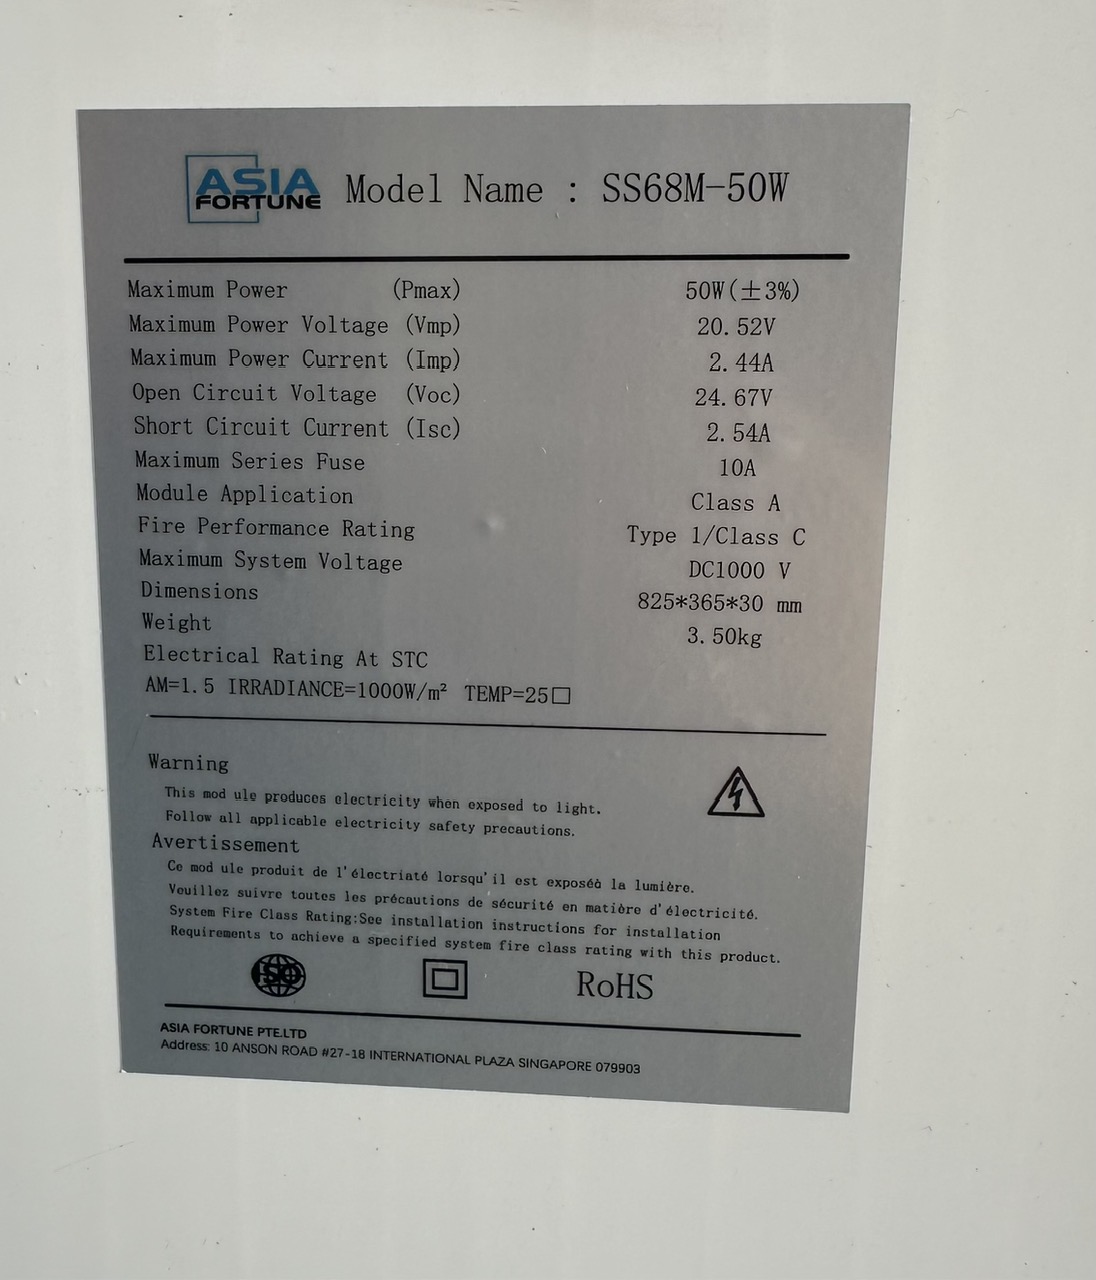 ASIA
FORTUNE
Model Name : SS68M-50W
Maximum Power (Pmax) 50W(±3%)
Maximum Power Voltage (Vmp) 20.52V
Maximum Power Current (Imp) 2.44A
Open Circuit Voltage (Voc) 24.67V
Short Circuit Current (Isc) 2.54A
Maximum Series Fuse 10A
Module Application Class A
Fire Performance Rating Type 1/Class C
Maximum System Voltage DC1000 V
Dimensions 825*365*30 mm
Weight 3.50kg
Electrical Rating At STC
AM=1.5 IRRADIANCE=1000W/m² TEMP=25□
Warning
This mod ule produces electricity when exposed to light.
Follow all applicable electricity safety precautions.
Avertissement
Ce mod ule produit de l'électriaté lorsqu'il est exposéà la lumière.
Veuillez suivre toutes les précautions de sécurité en matière d'électricité.
System Fire Class Rating:See installation instructions for installation
Requirements to achieve a specified system fire class rating with this product.
ISO
RoHS
ASIA FORTUNE PTE.LTD
Address: 10 ANSON ROAD #27-18 INTERNATIONAL PLAZA SINGAPORE 079903